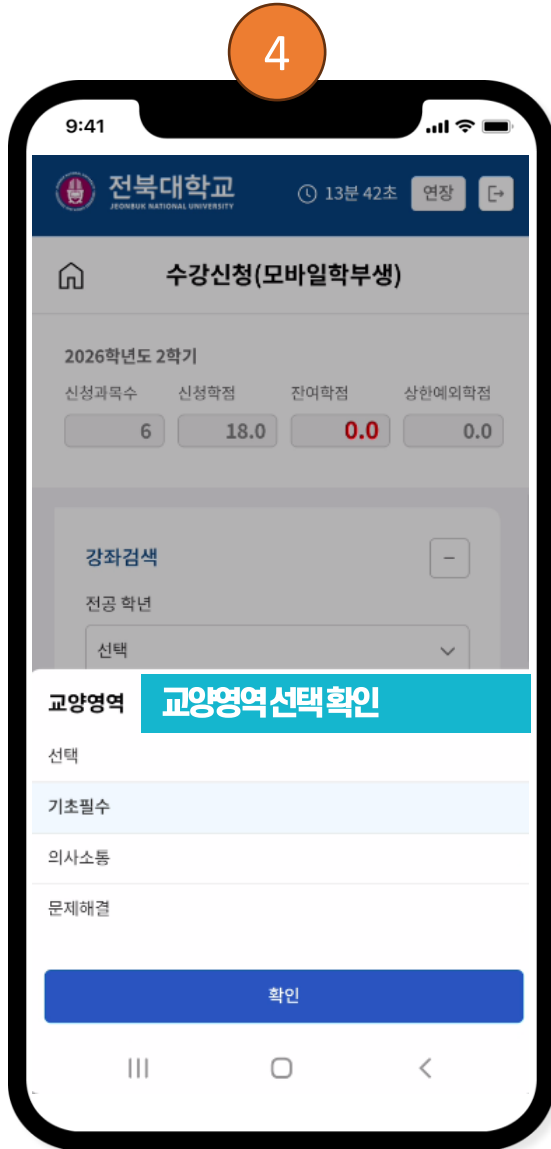 4
9:41
전북대학교
JEONBUK NATIONAL UNIVERSITY
13분 42초 연장
수강신청(모바일학부생)
2026학년도 2학기
신청과목수 신청학점 잔여학점 상한예외학점
6 18.0 0.0 0.0
강좌검색
전공 학년
선택
교양영역 교양영역 선택 확인
선택
기초필수
의사소통
문제해결
확인